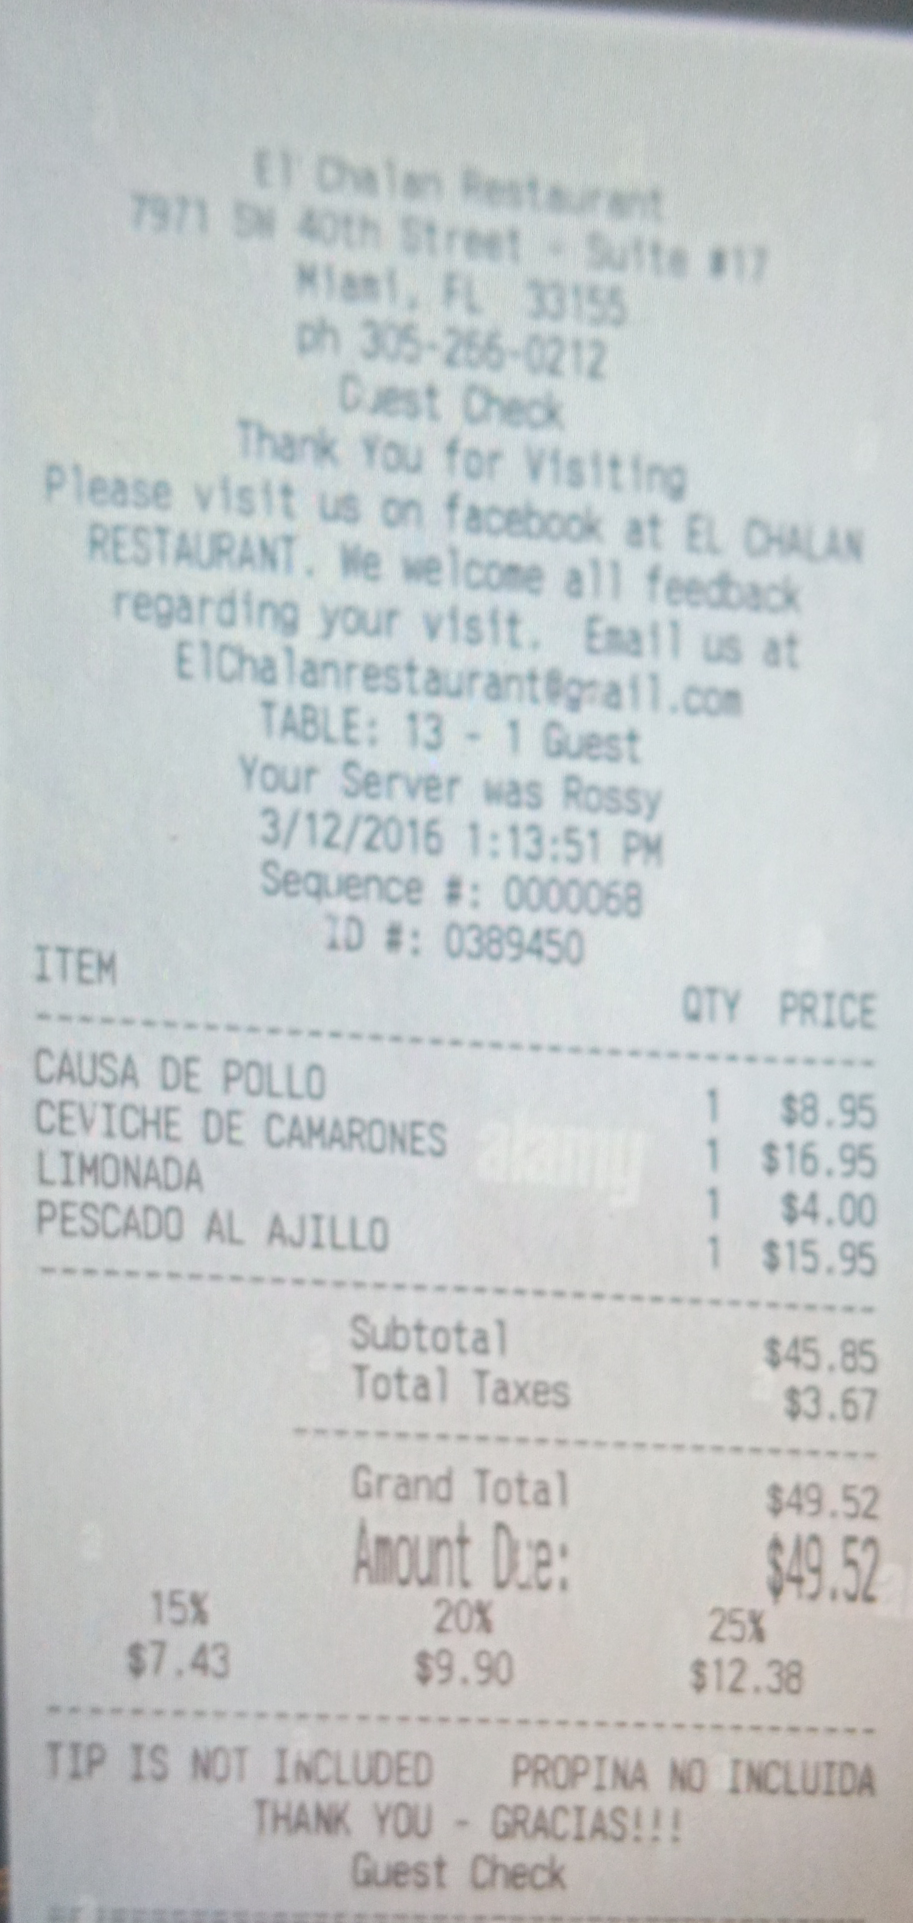 El Chalan Restaurant
7971 SW 40th Street - Suite #17
Miami, FL 33155
ph 305-266-0212
Guest Check
Thank You for Visiting
Please visit us on facebook at EL CHALAN
RESTAURANT. We welcome all feedback
regarding your visit. Email us at
ElChalanrestaurant@gmail.com
TABLE: 13 - 1 Guest
Your Server was Rossy
3/12/2016 1:13:51 PM
Sequence #: 0000068
ID #: 0389450
ITEM QTY PRICE
CAUSA DE POLLO 1 $8.95
CEVICHE DE CAMARONES 1 $16.95
LIMONADA 1 $4.00
PESCADO AL AJILLO 1 $15.95
alamy
Subtotal $45.85
Total Taxes $3.67
Grand Total $49.52
Amount Due: $49.52
15% 20% 25%
$7.43 $9.90 $12.38
TIP IS NOT INCLUDED PROPINA NO INCLUIDA
THANK YOU - GRACIAS!!!
Guest Check